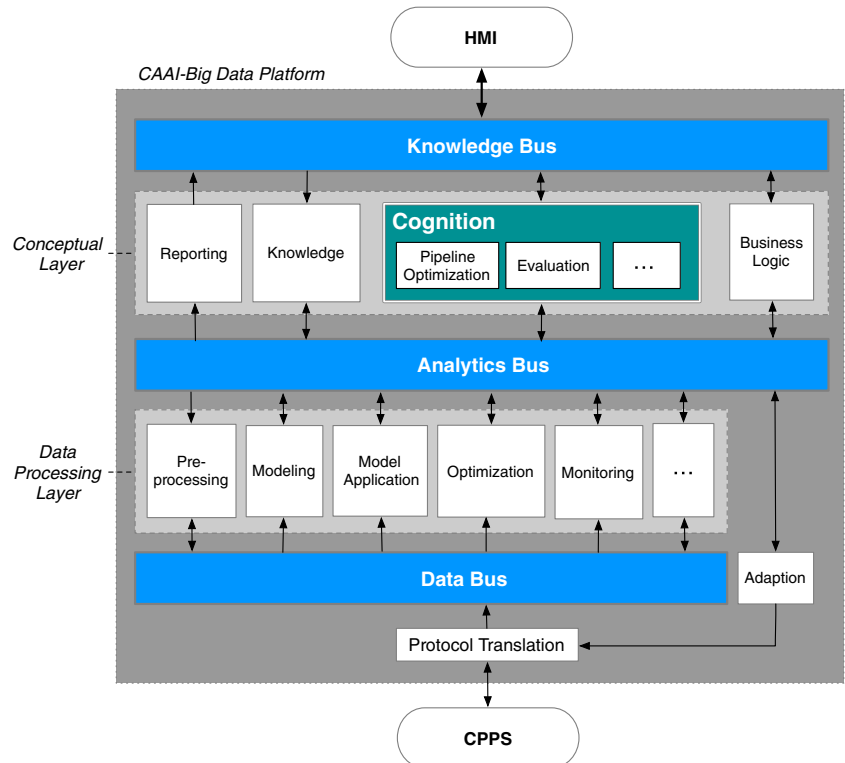 HMI
CAAI-Big Data Platform
Knowledge Bus
Conceptual
Layer
Reporting
Knowledge
Cognition
Pipeline
Optimization
Evaluation
...
Business
Logic
Analytics Bus
Data
Processing
Layer
Pre-
processing
Modeling
Model
Application
Optimization
Monitoring
...
Data Bus
Adaption
Protocol Translation
CPPS